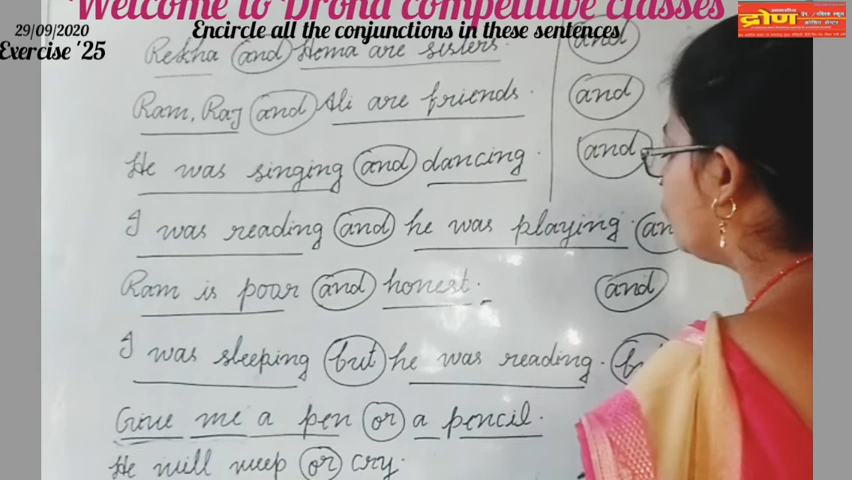 Welcome to Drona competitive classes
29/09/2020
Encircle all the conjunctions in these sentences
Exercise '25
द्रोण
Rekha and Hema are sisters. and
Ram, Raj and Ali are friends. and
He was singing and dancing. and
I was reading and he was playing. an
Ram is poor and honest. and
I was sleeping but he was reading. bu
Give me a pen or a pencil.
He will weep or cry.